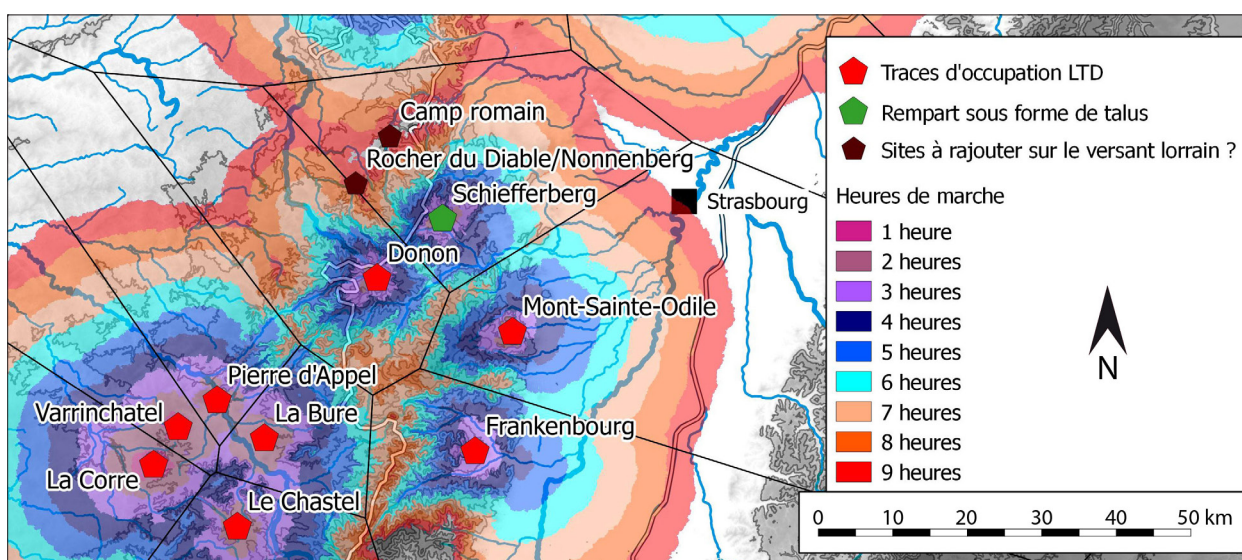 Camp romain
Rocher du Diable/Nonnenberg
Schiefferberg
Strasbourg
Donon
Mont-Sainte-Odile
Pierre d'Appel
Varrinchatel
La Bure
Frankenbourg
La Corre
Le Chastel
Traces d'occupation LTD
Rempart sous forme de talus
Sites à rajouter sur le versant lorrain ?
Heures de marche
1 heure
2 heures
3 heures
4 heures
5 heures
6 heures
7 heures
8 heures
9 heures
N
0 10 20 30 40 50 km